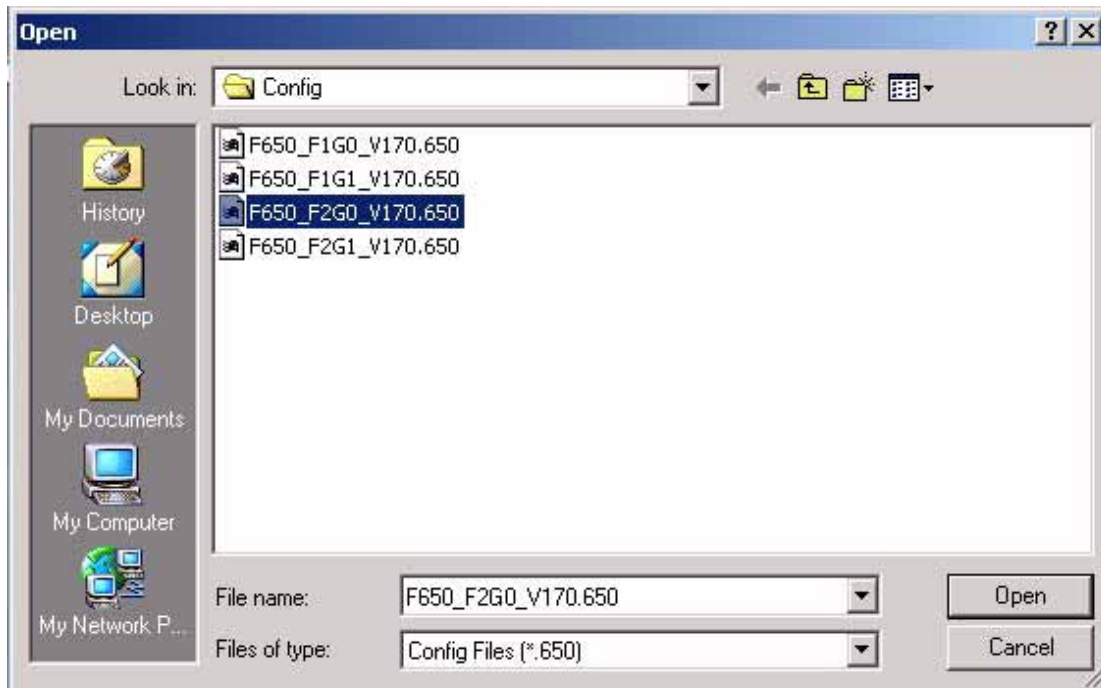 Open
Look in: Config
F650_F1G0_V170.650
F650_F1G1_V170.650
F650_F2G0_V170.650
F650_F2G1_V170.650
History
Desktop
My Documents
My Computer
My Network P...
File name: F650_F2G0_V170.650 Open
Files of type: Config Files (*.650) Cancel